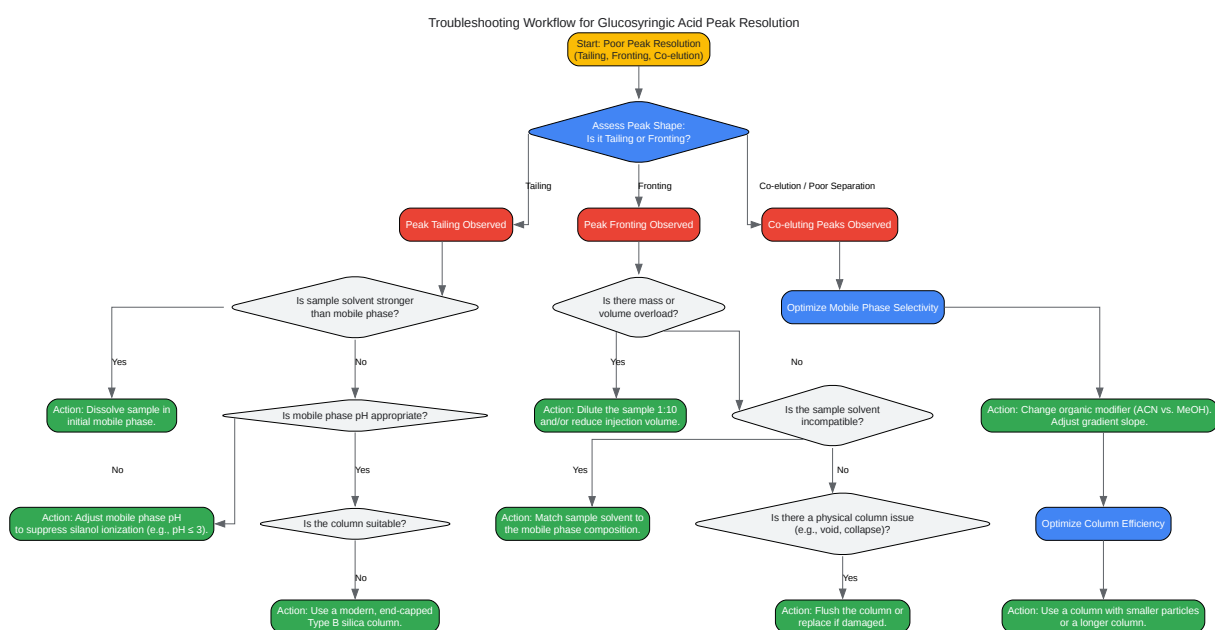 Troubleshooting Workflow for Glucosyringic Acid Peak Resolution
Start: Poor Peak Resolution
(Tailing, Fronting, Co-elution)
Assess Peak Shape:
Is it Tailing or Fronting?
Tailing
Fronting
Co-elution / Poor Separation
Peak Tailing Observed
Peak Fronting Observed
Co-eluting Peaks Observed
Is sample solvent stronger
than mobile phase?
Is there mass or
volume overload?
Optimize Mobile Phase Selectivity
Yes
No
Yes
No
Action: Dissolve sample in
initial mobile phase.
Is mobile phase pH appropriate?
Action: Dilute the sample 1:10
and/or reduce injection volume.
Is the sample solvent
incompatible?
Action: Change organic modifier (ACN vs. MeOH).
Adjust gradient slope.
No
Yes
Yes
No
Action: Adjust mobile phase pH
to suppress silanol ionization (e.g., pH ≤ 3).
Is the column suitable?
Action: Match sample solvent to
the mobile phase composition.
Is there a physical column issue
(e.g., void, collapse)?
Optimize Column Efficiency
No
Yes
Action: Use a modern, end-capped
Type B silica column.
Action: Flush the column or
replace if damaged.
Action: Use a column with smaller particles
or a longer column.